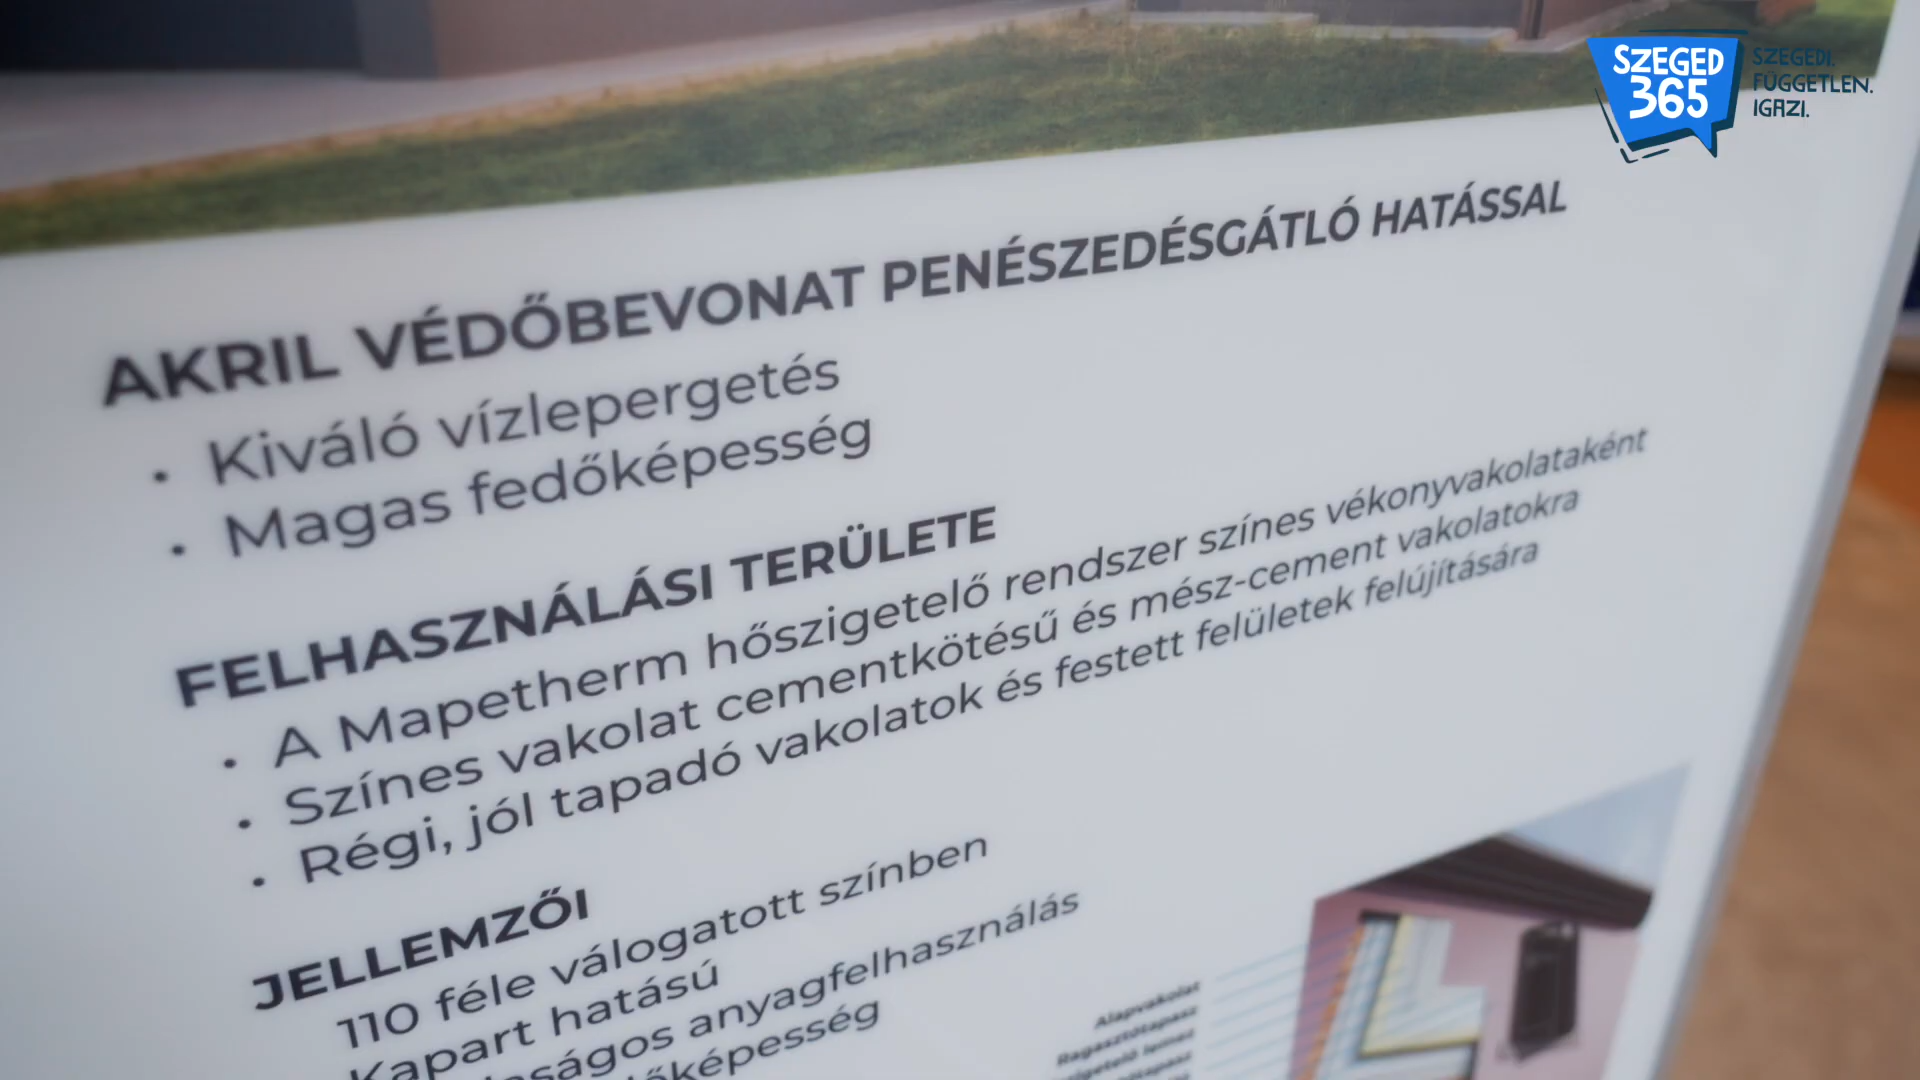 SZEGED
365
SZEGEDI.
FÜGGETLEN.
IGAZI.
AKRIL VÉDŐBEVONAT PENÉSZEDÉSGÁTLÓ HATÁSSAL
• Kiváló vízlepergetés
• Magas fedőképesség
FELHASZNÁLÁSI TERÜLETE
• A Mapetherm hőszigetelő rendszer színes vékonyvakolataként
• Színes vakolat cementkötésű és mész-cement vakolatokra
• Régi, jól tapadó vakolatok és festett felületek felújítására
JELLEMZŐI
110 féle válogatott színben
Kapart hatású
anyagfelhasználás
Alapvakolat
Ragasztótapasz